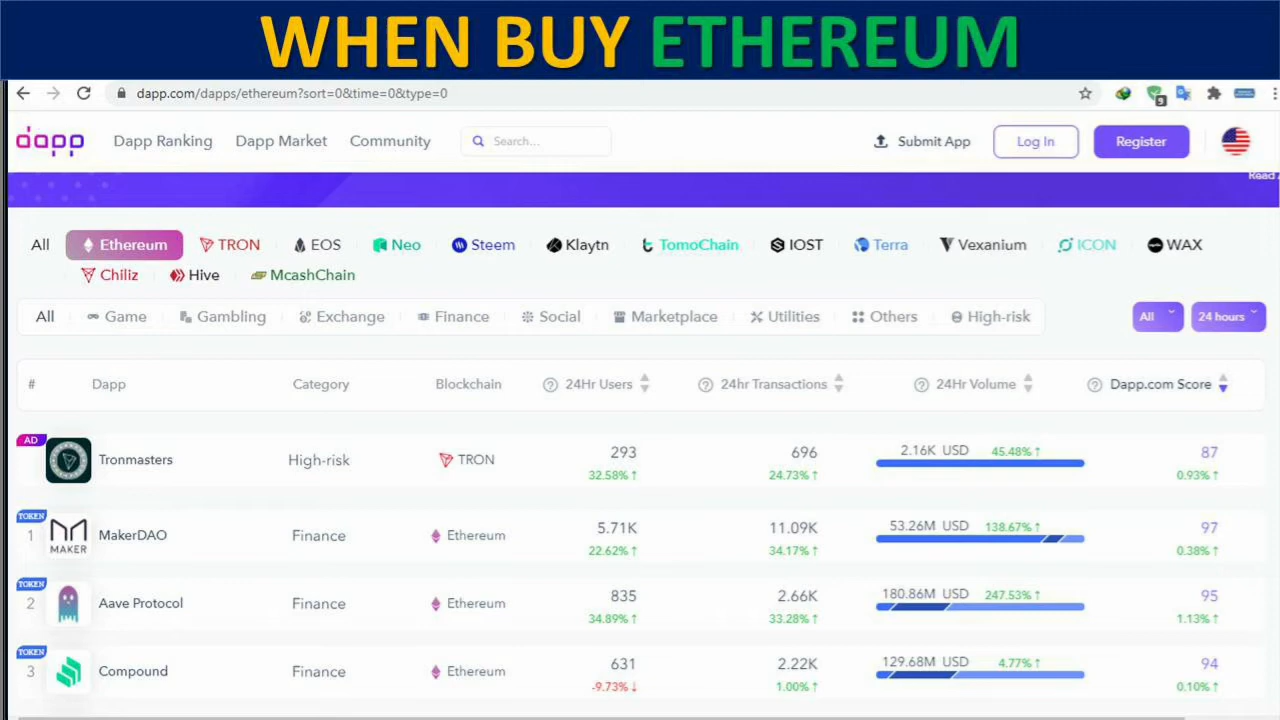 WHEN BUY ETHEREUM
dapp.com/dapps/ethereum?sort=0&time=0&type=0
9
dapp Dapp Ranking Dapp Market Community Search... Submit App Log In Register
Read
All Ethereum TRON EOS Neo Steem Klaytn TomoChain IOST Terra Vexanium ICON WAX
Chiliz Hive McashChain
All Game Gambling Exchange Finance Social Marketplace Utilities Others High-risk All 24 hours
# Dapp Category Blockchain ? 24Hr Users ? 24hr Transactions ? 24Hr Volume ? Dapp.com Score
AD
Tronmasters High-risk TRON 293 696 2.16K USD 45.48%↑ 87
32.58%↑ 24.73%↑ 0.93%↑
TOKEN
1 MAKER MakerDAO Finance Ethereum 5.71K 11.09K 53.26M USD 138.67%↑ 97
22.62%↑ 34.17%↑ 0.38%↑
TOKEN
2 Aave Protocol Finance Ethereum 835 2.66K 180.86M USD 247.53%↑ 95
34.89%↑ 33.28%↑ 1.13%↑
TOKEN
3 Compound Finance Ethereum 631 2.22K 129.68M USD 4.77%↑ 94
-9.73%↓ 1.00%↑ 0.10%↑